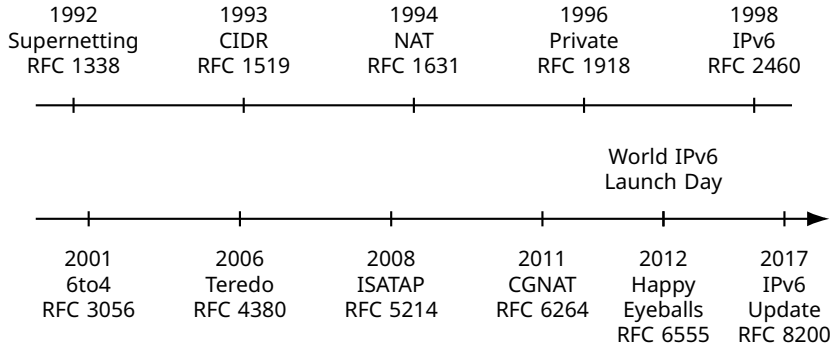 1992
Supernetting
RFC 1338
1993
CIDR
RFC 1519
1994
NAT
RFC 1631
1996
Private
RFC 1918
1998
IPv6
RFC 2460
World IPv6
Launch Day
2001
6to4
RFC 3056
2006
Teredo
RFC 4380
2008
ISATAP
RFC 5214
2011
CGNAT
RFC 6264
2012
Happy
Eyeballs
RFC 6555
2017
IPv6
Update
RFC 8200